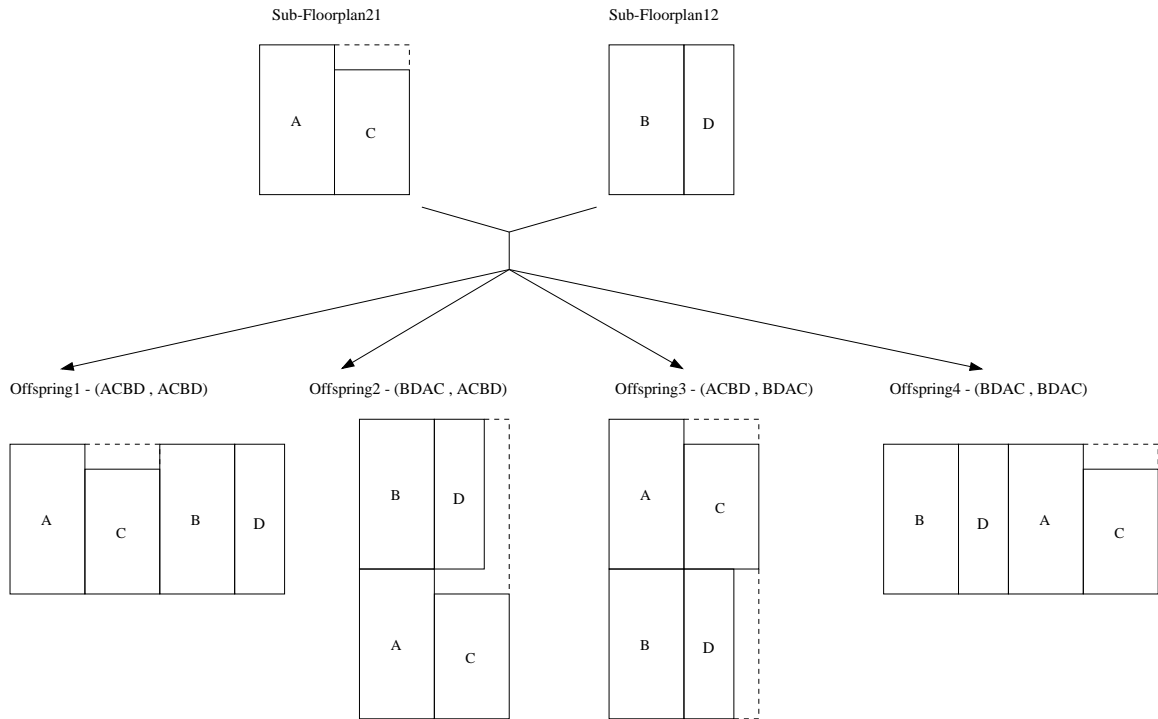 Sub-Floorplan21
Sub-Floorplan12
A
C
B
D
Offspring1 - (ACBD , ACBD)
Offspring2 - (BDAC , ACBD)
Offspring3 - (ACBD , BDAC)
Offspring4 - (BDAC , BDAC)
A
C
B
D
B
D
A
C
A
C
B
D
B
D
A
C